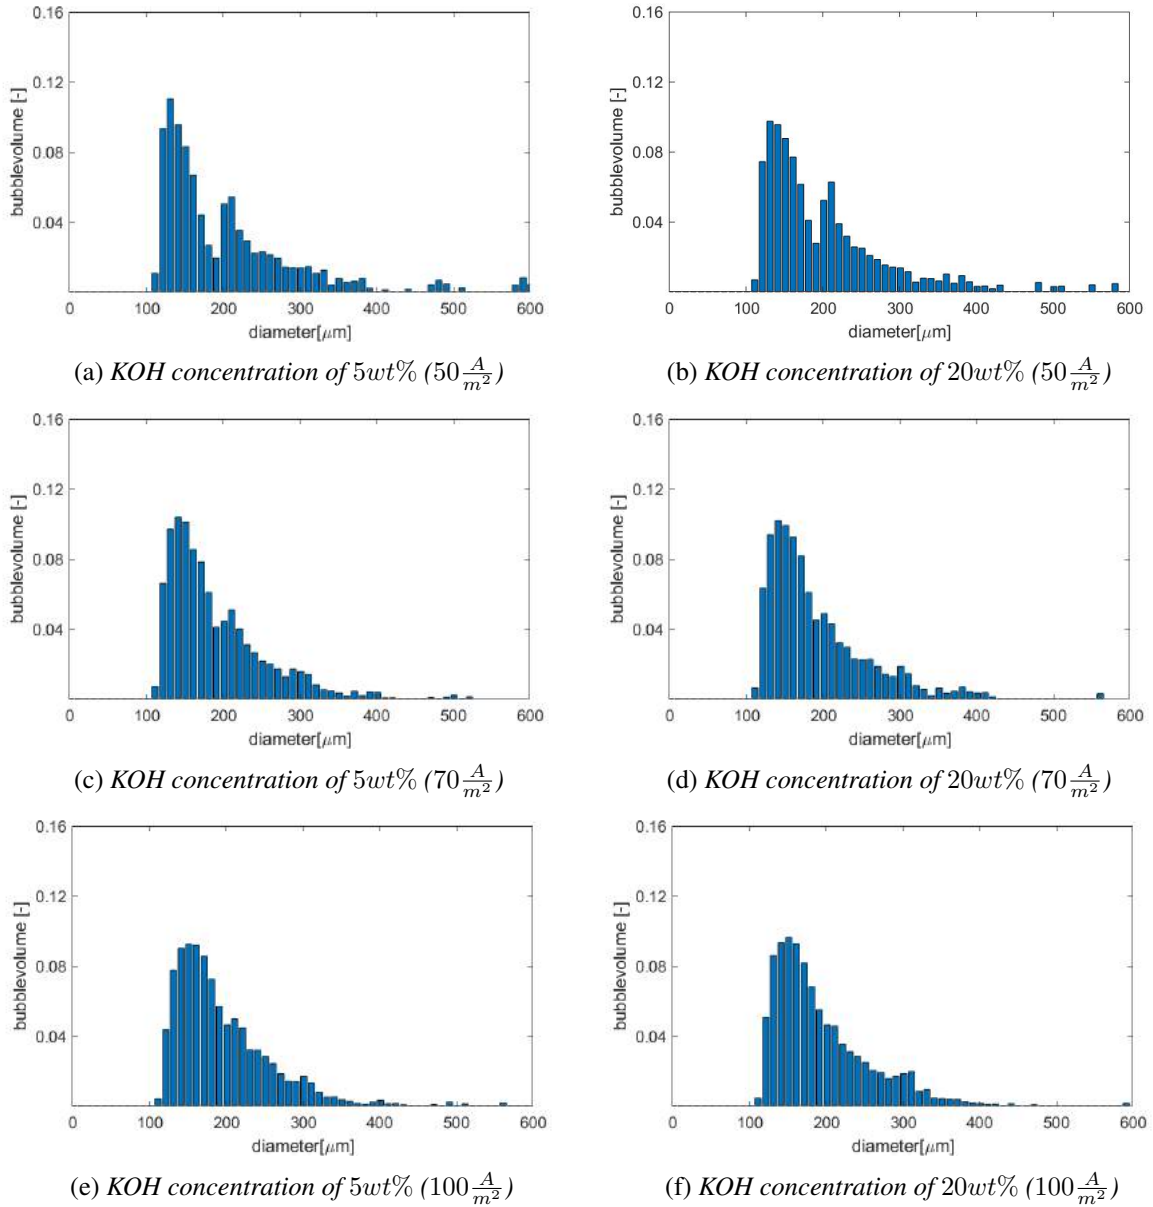 0.16
0.12
0.08
0.04
bubblevolume [-]
0 100 200 300 400 500 600
diameter[μm]
(a) KOH concentration of 5wt% (50 A/m²)
0.16
0.12
0.08
0.04
bubblevolume [-]
0 100 200 300 400 500 600
diameter[μm]
(b) KOH concentration of 20wt% (50 A/m²)
0.16
0.12
0.08
0.04
bubblevolume [-]
0 100 200 300 400 500 600
diameter[μm]
(c) KOH concentration of 5wt% (70 A/m²)
0.16
0.12
0.08
0.04
bubblevolume [-]
0 100 200 300 400 500 600
diameter[μm]
(d) KOH concentration of 20wt% (70 A/m²)
0.16
0.12
0.08
0.04
bubblevolume [-]
0 100 200 300 400 500 600
diameter[μm]
(e) KOH concentration of 5wt% (100 A/m²)
0.16
0.12
0.08
0.04
bubblevolume [-]
0 100 200 300 400 500 600
diameter[μm]
(f) KOH concentration of 20wt% (100 A/m²)